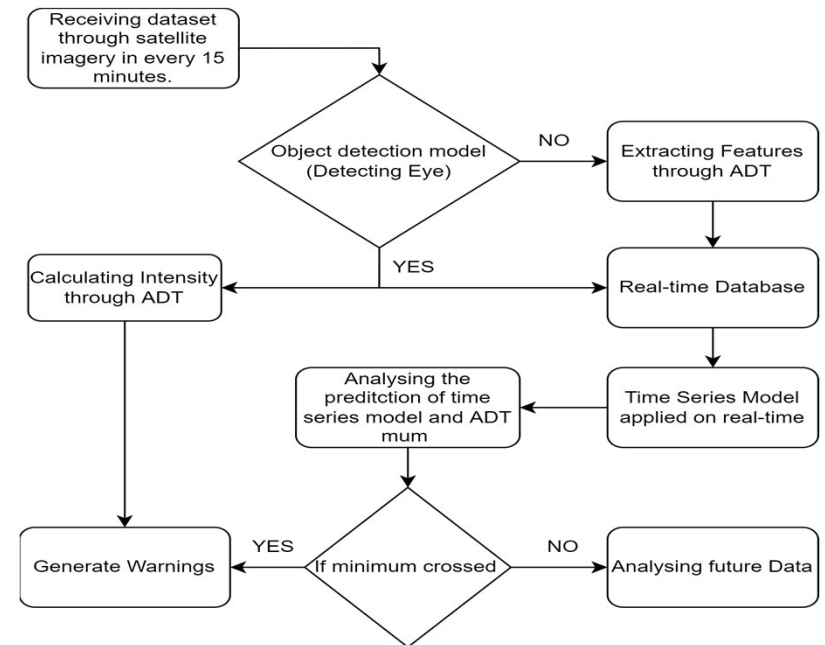 Receiving dataset
through satellite
imagery in every 15
minutes.
Object detection model
(Detecting Eye)
NO
Extracting Features
through ADT
YES
Calculating Intensity
through ADT
Real-time Database
Analysing the
preditction of time
series model and ADT
mum
Time Series Model
applied on real-time
Generate Warnings
YES
If minimum crossed
NO
Analysing future Data